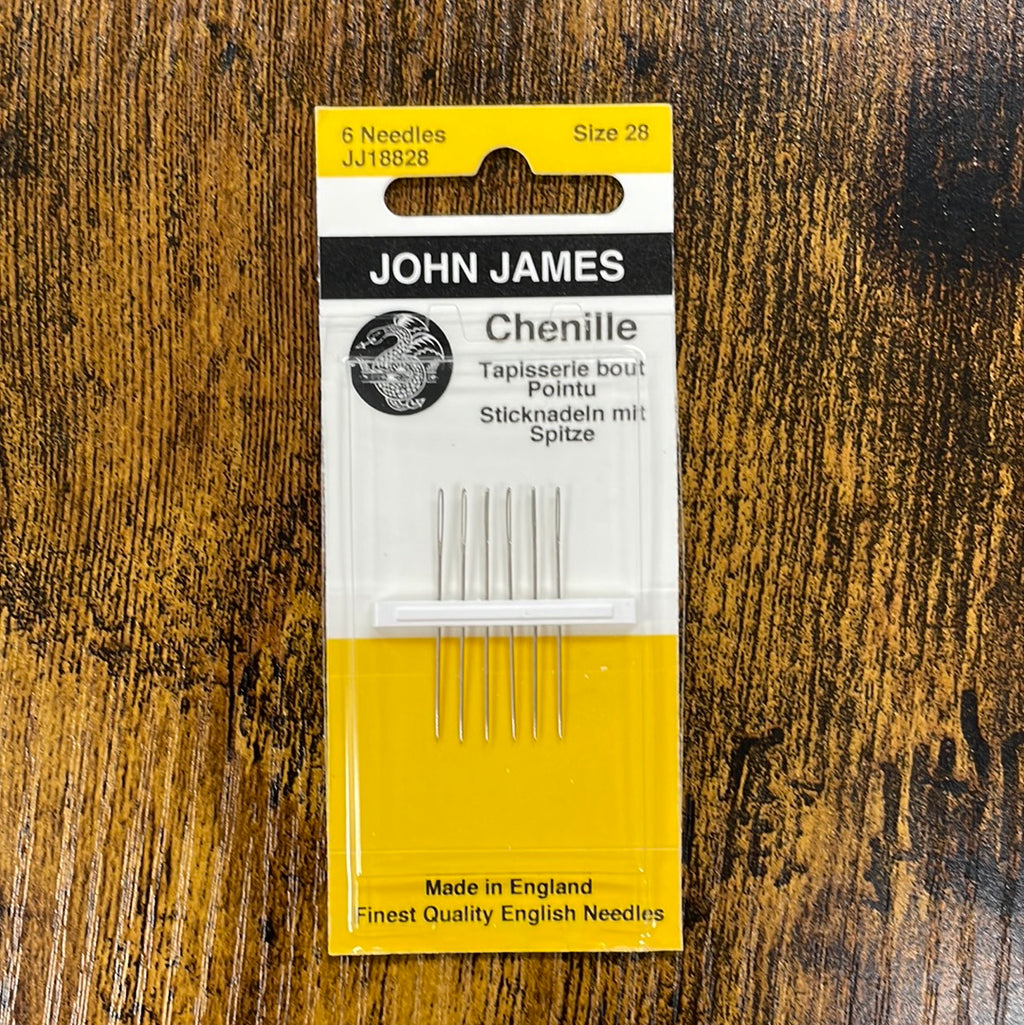 6 Needles Size 28
JJ18828
JOHN JAMES
Chenille
Tapisserie bout
Pointu
Sticknadeln mit
Spitze
Made in England
Finest Quality English Needles